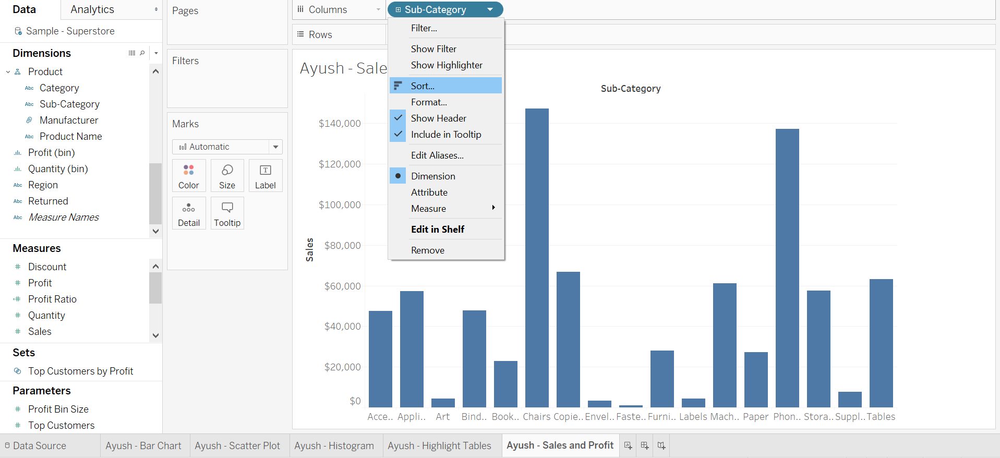 Data
Analytics
Sample - Superstore
Dimensions
Product
Abc Category
Abc Sub-Category
Manufacturer
Abc Product Name
Profit (bin)
Quantity (bin)
Abc Region
Abc Returned
Abc Measure Names
Measures
# Discount
# Profit
=# Profit Ratio
# Quantity
# Sales
Sets
Top Customers by Profit
Parameters
# Profit Bin Size
# Top Customers
Pages
Filters
Marks
Automatic
Color
Size
T
Label
Detail
Tooltip
Columns
Sub-Category
Rows
Filter...
Show Filter
Show Highlighter
Sort...
Format...
Show Header
Include in Tooltip
Edit Aliases...
Dimension
Attribute
Measure
Edit in Shelf
Remove
Ayush - Sale
Sub-Category
Sales
$140,000
$120,000
$100,000
$80,000
$60,000
$40,000
$20,000
$0
Acce.. Appli.. Art Bind.. Book.. Chairs Copie.. Envel.. Faste.. Furni.. Labels Mach.. Paper Phon.. Stora.. Suppl.. Tables
Data Source
Ayush - Bar Chart
Ayush - Scatter Plot
Ayush - Histogram
Ayush - Highlight Tables
Ayush - Sales and Profit